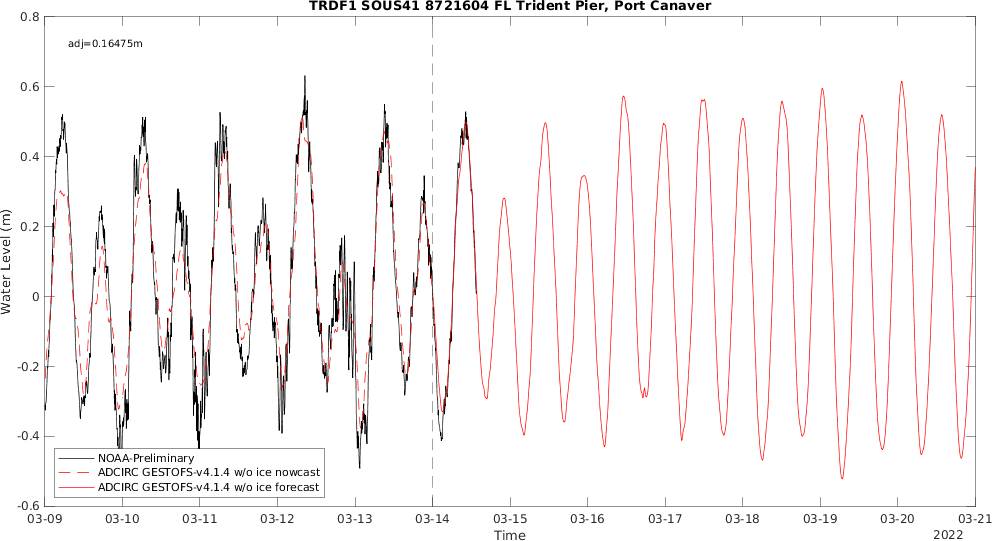 TRDF1 SOUS41 8721604 FL Trident Pier, Port Canaver
adj=0.16475m
0.8
0.6
0.4
0.2
0
-0.2
-0.4
-0.6
Water Level (m)
NOAA-Preliminary
ADCIRC GESTOFS-v4.1.4 w/o ice nowcast
ADCIRC GESTOFS-v4.1.4 w/o ice forecast
03-09 03-10 03-11 03-12 03-13 03-14 03-15 03-16 03-17 03-18 03-19 03-20 03-21
Time
2022